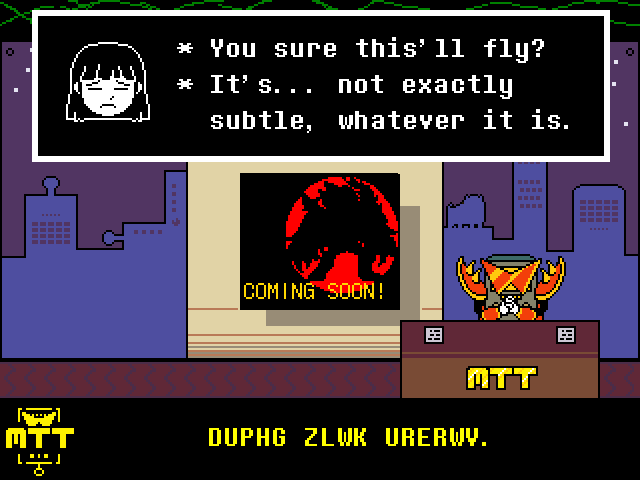 * You sure this'll fly?
* It's... not exactly
subtle, whatever it is.
COMING SOON!
MTT
MTT
DUPHG ZLWK URERWV.